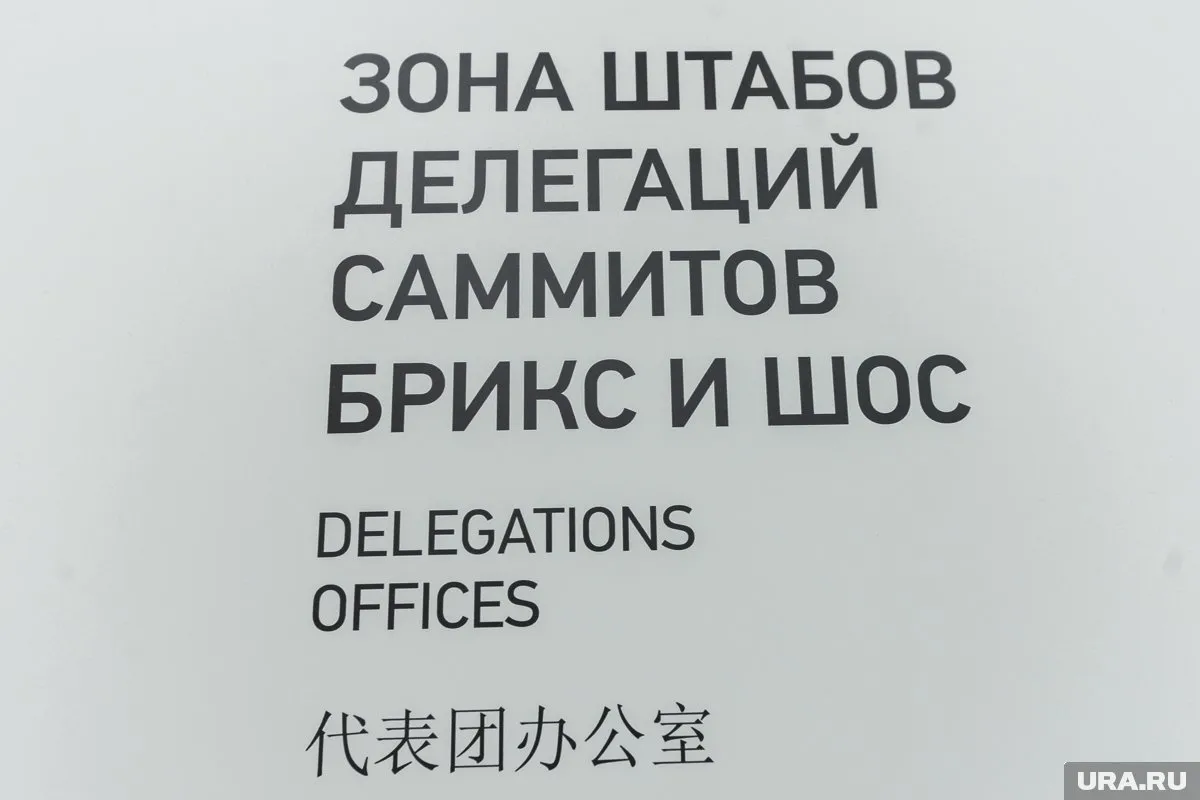 ЗОНА ШТАБОВ
ДЕЛЕГАЦИЙ
САММИТОВ
БРИКС И ШОС
DELEGATIONS
OFFICES
代表团办公室
URA.RU